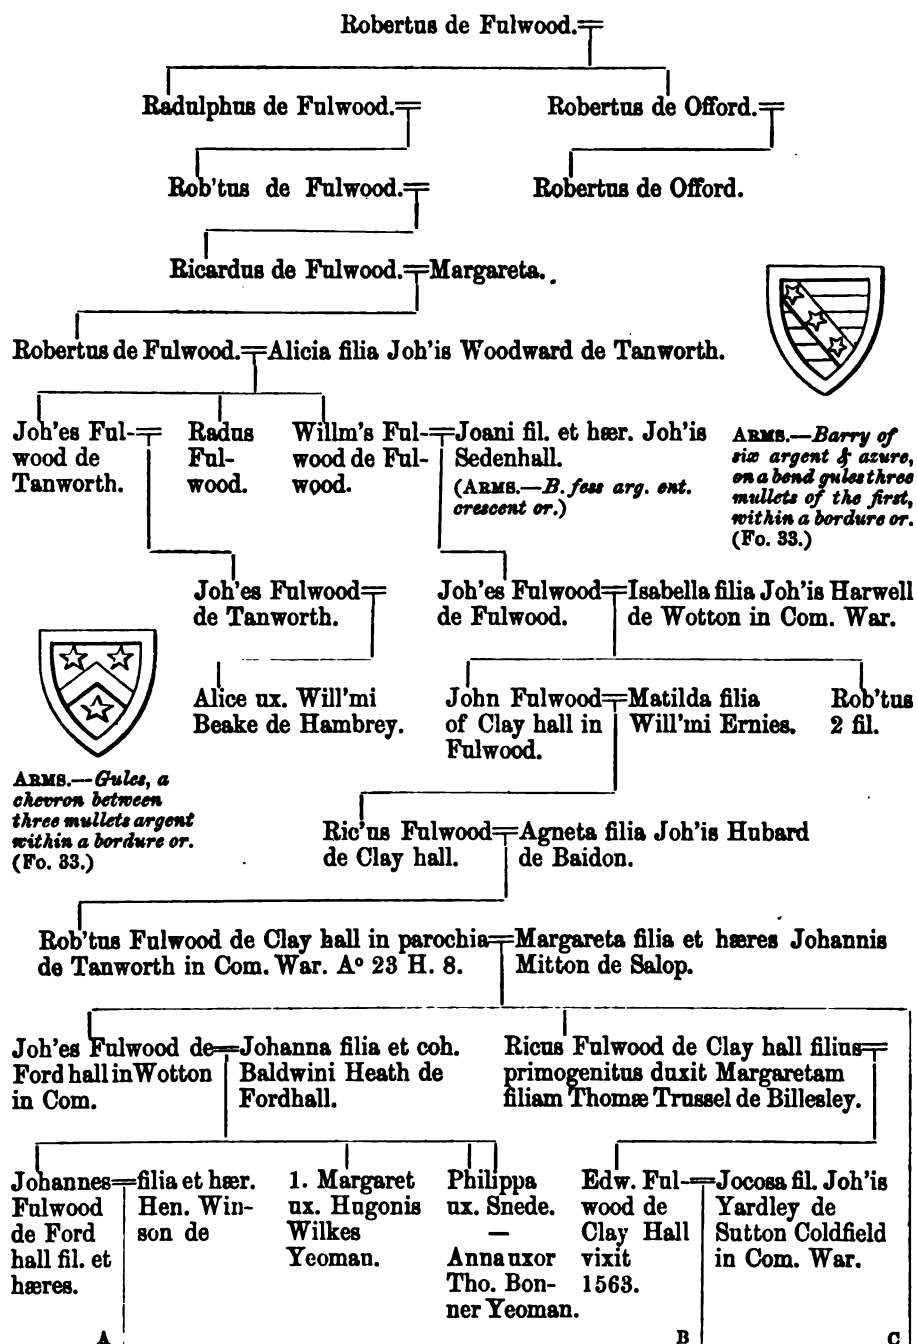 Robertus de Fulwood.
Radulphus de Fulwood.
Robertus de Offord.
Rob'tus de Fulwood.
Robertus de Offord.
Ricardus de Fulwood.
Margareta.
Robertus de Fulwood.
Alicia filia Joh'is Woodward de Tanworth.
Joh'es Ful-
wood de
Tanworth.
Radus
Ful-
wood.
Willm's Ful-
wood de Ful-
wood.
Joani fil. et hær. Joh'is
Sedenhall.
(ARMS.—B. fess arg. ent.
crescent or.)
ARMS.—Barry of
six argent & azure,
on a bend gules three
mullets of the first,
within a bordure or.
(Fo. 33.)
Joh'es Fulwood
de Tanworth.
Joh'es Fulwood
de Fulwood.
Isabella filia Joh'is Harwell
de Wotton in Com. War.
Alice ux. Will'mi
Beake de Hambrey.
John Fulwood
of Clay hall in
Fulwood.
Matilda filia
Will'mi Ernies.
Rob'tus
2 fil.
ARMS.—Gules, a
chevron between
three mullets argent
within a bordure or.
(Fo. 33.)
Ric'us Fulwood
de Clay hall.
Agneta filia Joh'is Hubard
de Baidon.
Rob'tus Fulwood de Clay hall in parochia
de Tanworth in Com. War. Aº 23 H. 8.
Margareta filia et hæres Johannis
Mitton de Salop.
Joh'es Fulwood de
Ford hall in Wotton
in Com.
Johanna filia et coh.
Baldwini Heath de
Fordhall.
Ricus Fulwood de Clay hall filius
primogenitus duxit Margaretam
filiam Thomæ Trussel de Billesley.
Johannes
Fulwood
de Ford
hall fil. et
hæres.
filia et hær.
Hen. Win-
son de
1. Margaret
ux. Hugonis
Wilkes
Yeoman.
Philippa
ux. Snede.
—
Anna uxor
Tho. Bon-
ner Yeoman.
Edw. Ful-
wood de
Clay Hall
vixit
1563.
Jocosa fil. Joh'is
Yardley de
Sutton Coldfield
in Com. War.
A
B
C